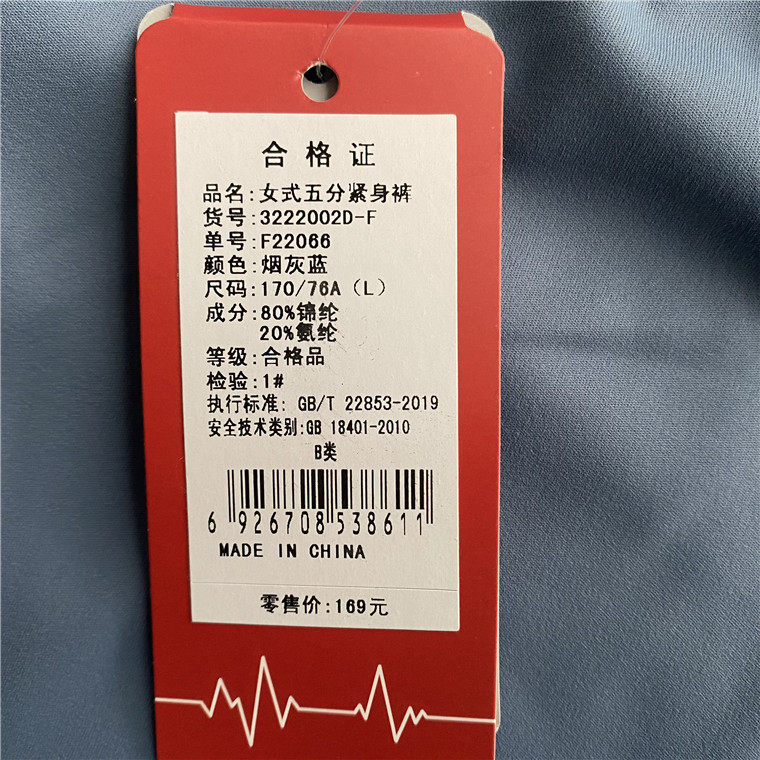 合格证
品名:女式五分紧身裤
货号:3222002D-F
单号:F22066
颜色:烟灰蓝
尺码:170/76A(L)
成分:80%锦纶
20%氨纶
等级:合格品
检验:1#
执行标准: GB/T 22853-2019
安全技术类别:GB 18401-2010
B类
6 926708 538611
MADE IN CHINA
零售价:169元